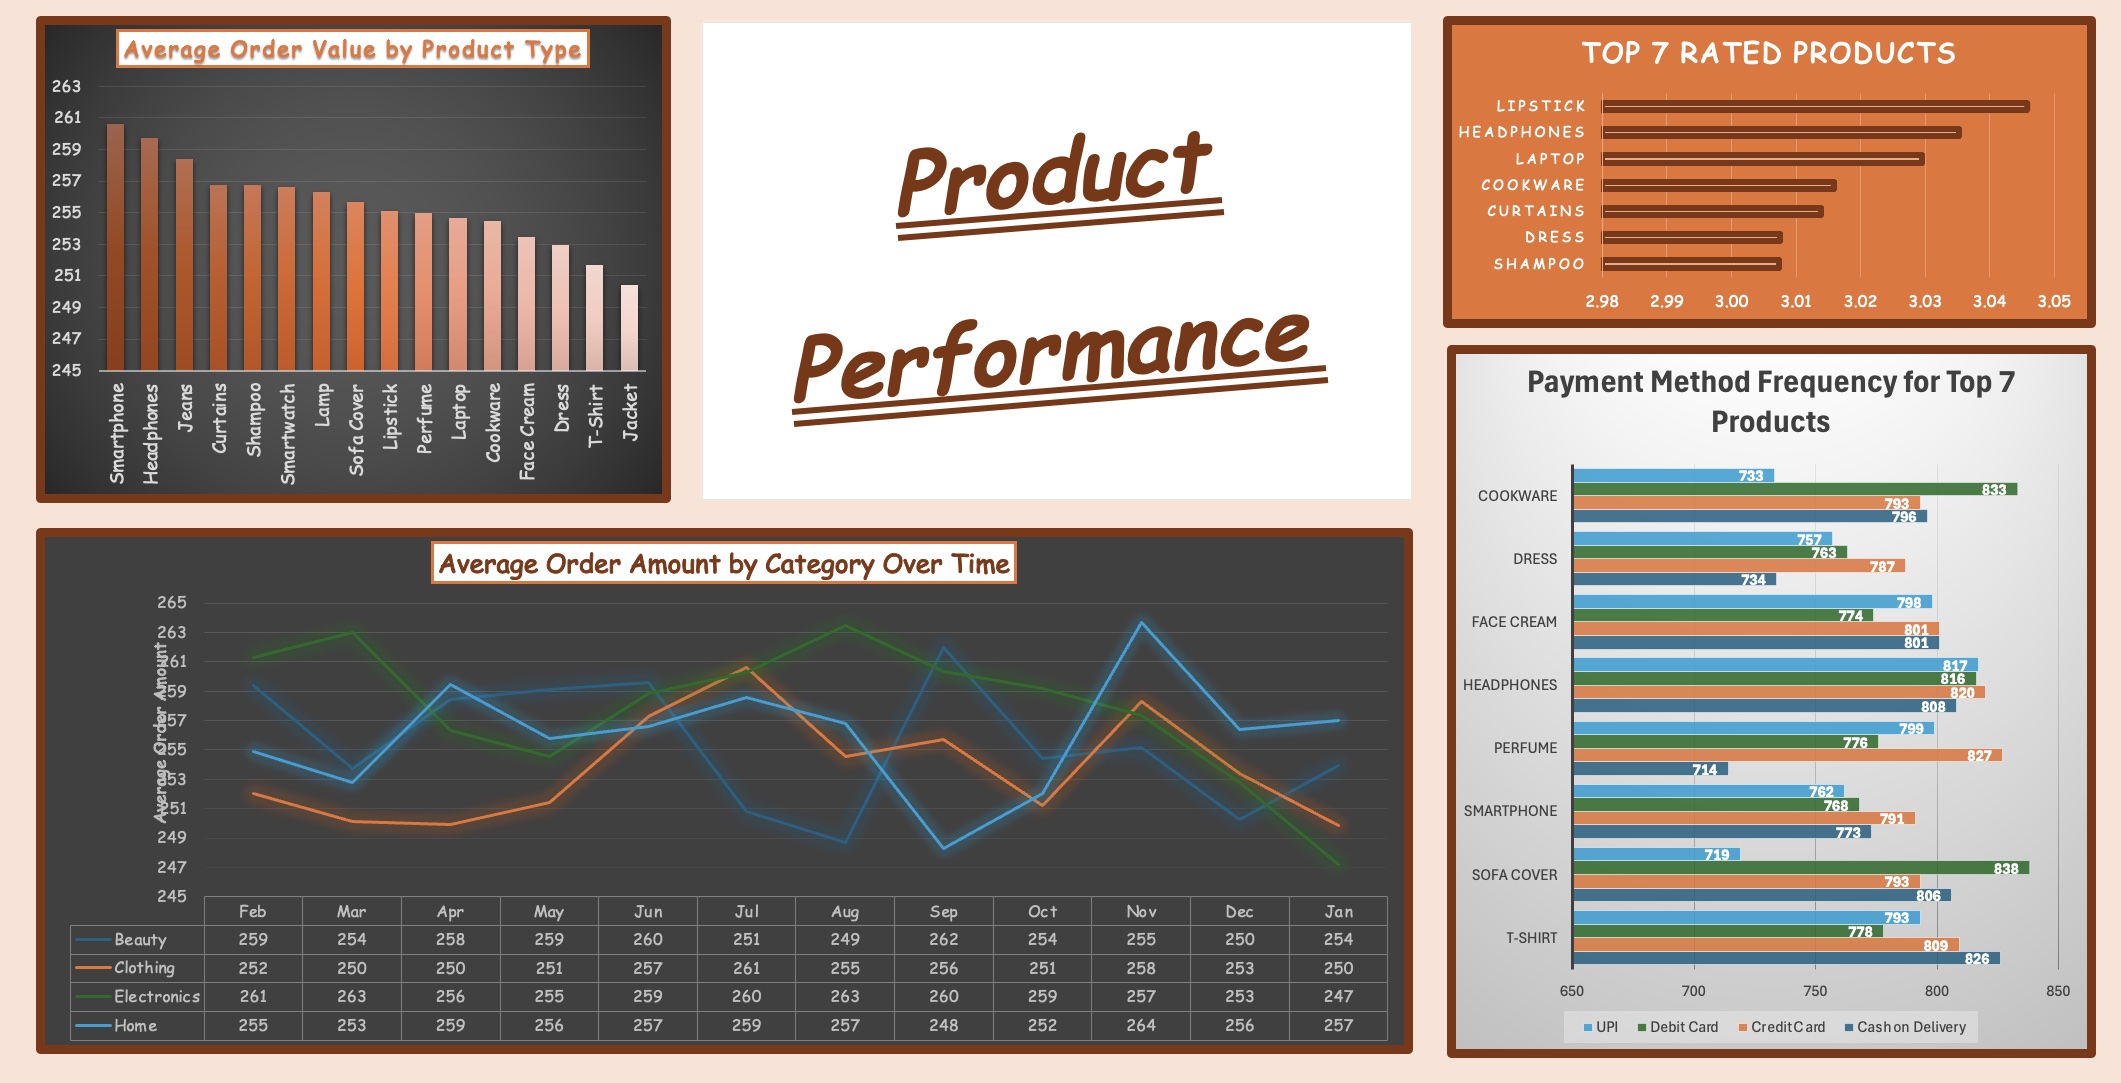 Average Order Value by Product Type
263
261
259
257
255
253
251
249
247
245
Smartphone
Headphones
Jeans
Curtains
Shampoo
Smartwatch
Lamp
Sofa Cover
Lipstick
Perfume
Laptop
Cookware
Face Cream
Dress
T-Shirt
Jacket
Product
Performance
TOP 7 RATED PRODUCTS
LIPSTICK
HEADPHONES
LAPTOP
COOKWARE
CURTAINS
DRESS
SHAMPOO
2.98 2.99 3.00 3.01 3.02 3.03 3.04 3.05
Average Order Amount by Category Over Time
Average Order Amount
265
263
261
259
257
255
253
251
249
247
245
Feb Mar Apr May Jun Jul Aug Sep Oct Nov Dec Jan
Beauty 259 254 258 259 260 251 249 262 254 255 250 254
Clothing 252 250 250 251 257 261 255 256 251 258 253 250
Electronics 261 263 256 255 259 260 263 260 259 257 253 247
Home 255 253 259 256 257 259 257 248 252 264 256 257
Payment Method Frequency for Top 7
Products
COOKWARE
733
833
793
796
DRESS
757
763
787
734
FACE CREAM
798
774
801
801
HEADPHONES
817
816
820
808
PERFUME
799
776
827
714
SMARTPHONE
762
768
791
773
SOFA COVER
719
838
793
806
T-SHIRT
793
778
809
826
650 700 750 800 850
UPI Debit Card Credit Card Cash on Delivery